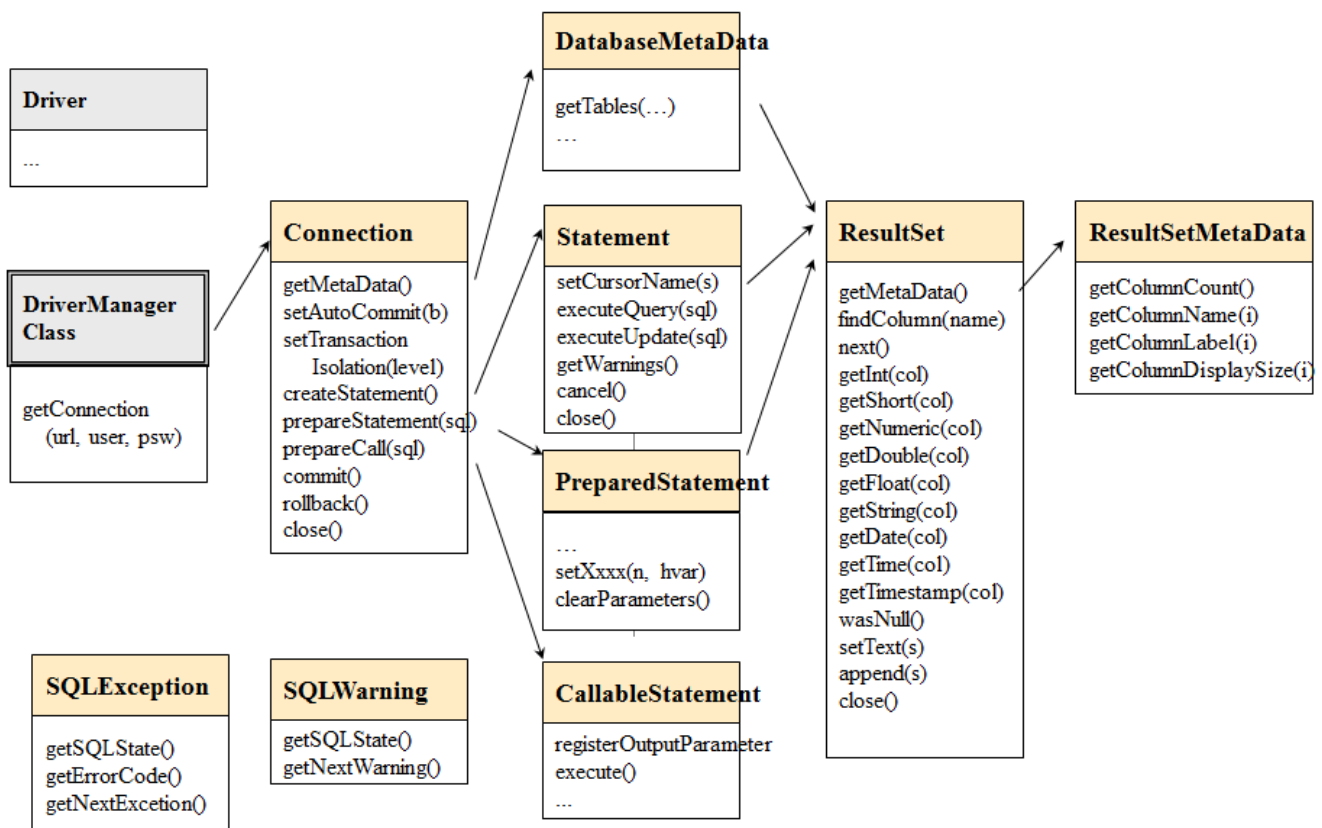 Driver
...
DriverManager
Class
getConnection
(url, user, psw)
Connection
getMetaData()
setAutoCommit(b)
setTransaction
Isolation(level)
createStatement()
prepareStatement(sql)
prepareCall(sql)
commit()
rollback()
close()
DatabaseMetaData
getTables(…)
…
Statement
setCursorName(s)
executeQuery(sql)
executeUpdate(sql)
getWarnings()
cancel()
close()
PreparedStatement
…
setXxxx(n, hvar)
clearParameters()
CallableStatement
registerOutputParameter
execute()
...
ResultSet
getMetaData()
findColumn(name)
next()
getInt(col)
getShort(col)
getNumeric(col)
getDouble(col)
getFloat(col)
getString(col)
getDate(col)
getTime(col)
getTimestamp(col)
wasNull()
setText(s)
append(s)
close()
ResultSetMetaData
getColumnCount()
getColumnName(i)
getColumnLabel(i)
getColumnDisplaySize(i)
SQLException
getSQLState()
getErrorCode()
getNextExcetion()
SQLWarning
getSQLState()
getNextWarning()